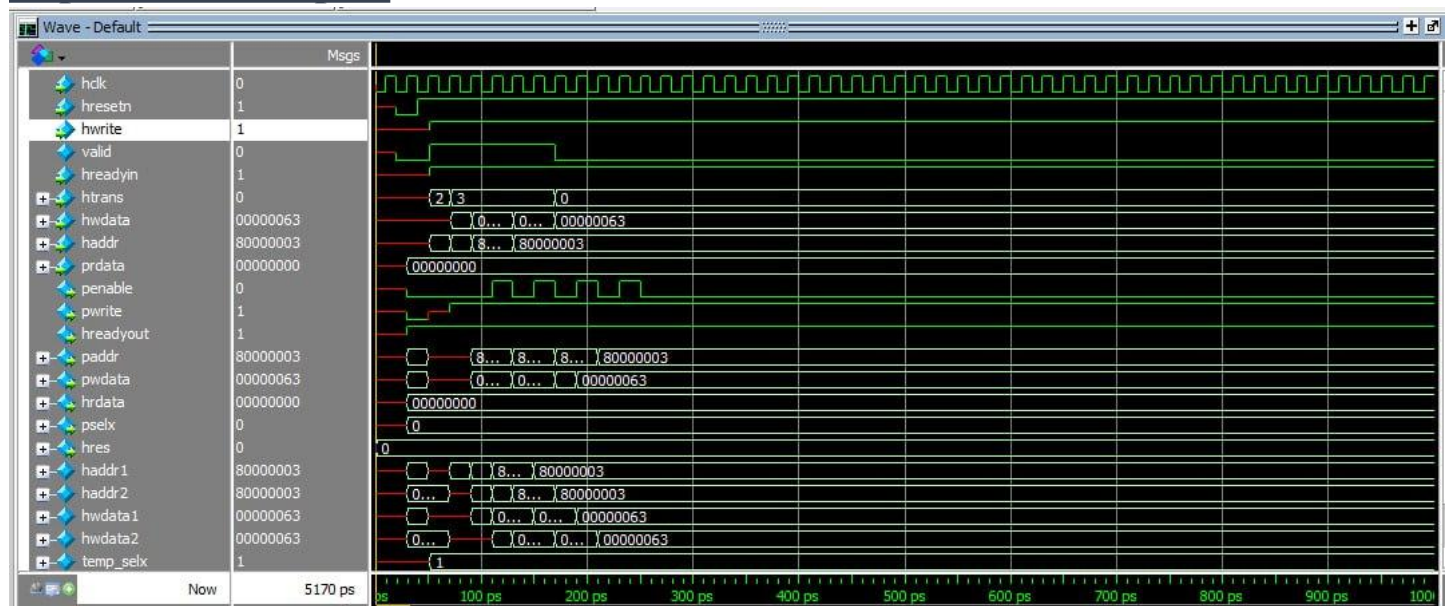 Wave - Default
Msgs
hclk 0
hresetn 1
hwrite 1
valid 0
hreadyin 1
htrans 0 2 3 0
hwdata 00000063 0... 0... 00000063
haddr 80000003 8... 80000003
prdata 00000000 00000000
penable 0
pwrite 1
hreadyout 1
paddr 80000003 8... 8... 8... 80000003
pwdata 00000063 0... 0... 00000063
hrdata 00000000 00000000
pselx 0 0
hres 0 0
haddr1 80000003 8... 80000003
haddr2 80000003 0... 8... 80000003
hwdata1 00000063 0... 0... 00000063
hwdata2 00000063 0... 0... 0... 00000063
temp_selx 1 1
Now 5170 ps ps 100 ps 200 ps 300 ps 400 ps 500 ps 600 ps 700 ps 800 ps 900 ps 100